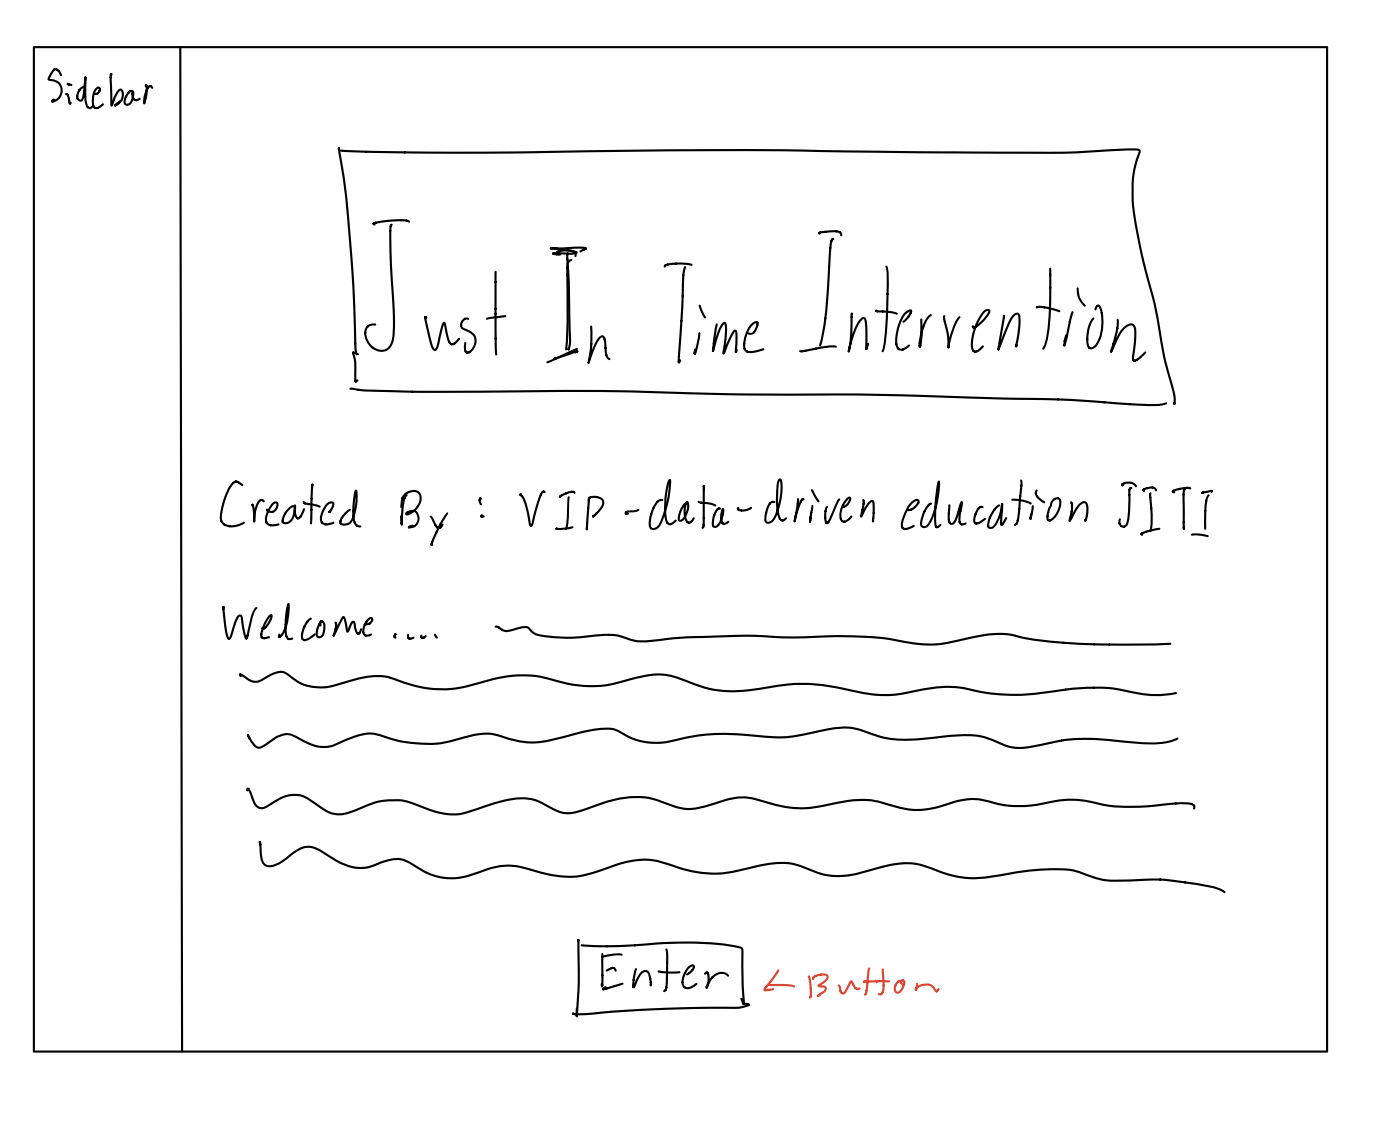 Sidebar
Just In Time Intervention
Created By : VIP-data-driven education JITI
Welcome ....
Enter
← Button